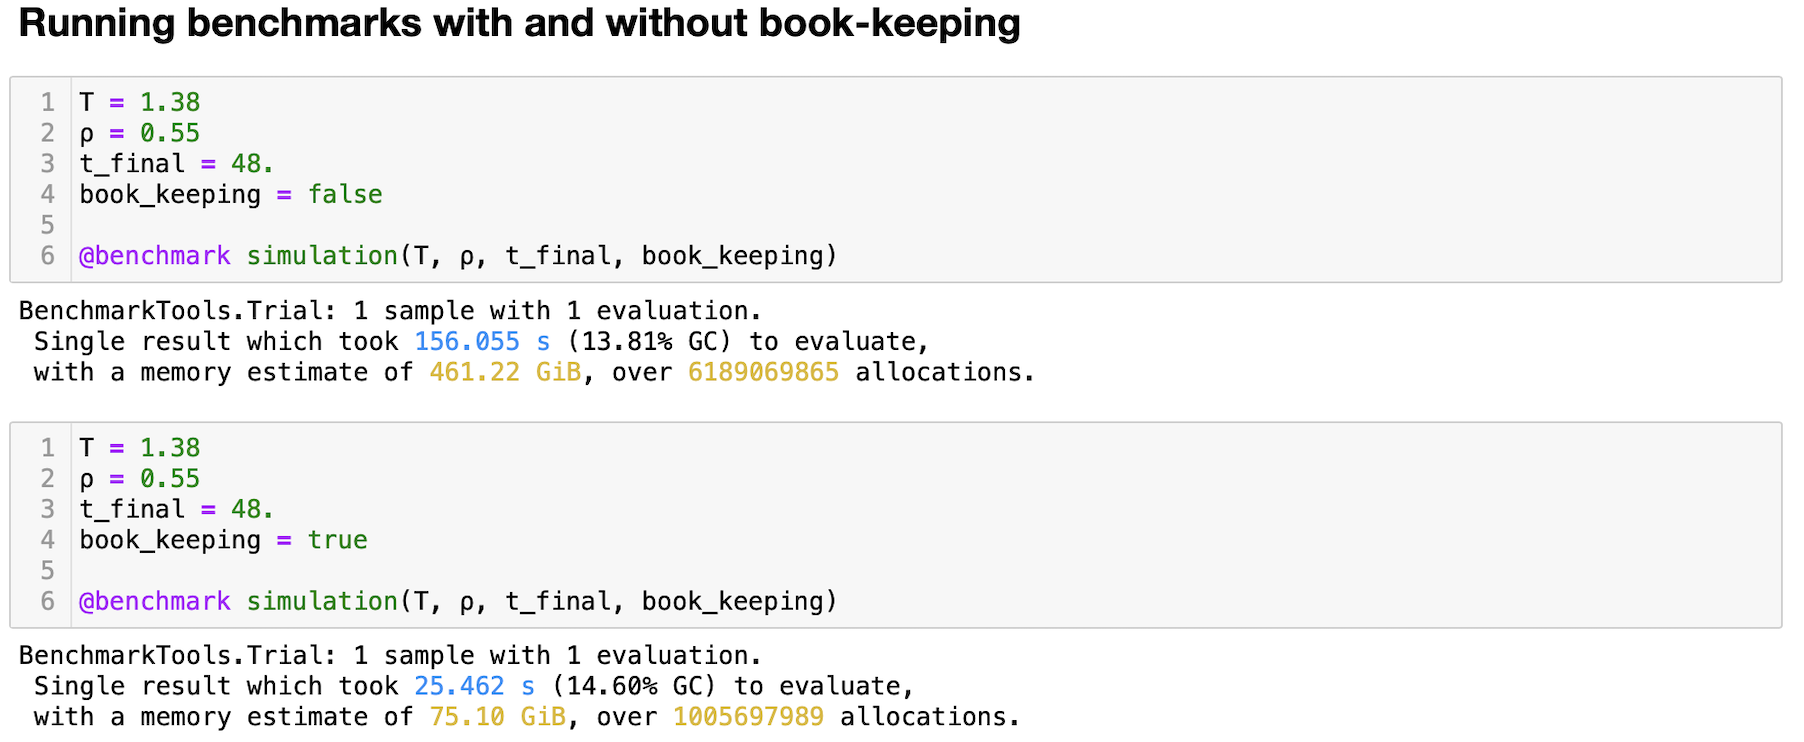 Running benchmarks with and without book-keeping
1 T = 1.38
2 ρ = 0.55
3 t_final = 48.
4 book_keeping = false
5
6 @benchmark simulation(T, ρ, t_final, book_keeping)
BenchmarkTools.Trial: 1 sample with 1 evaluation.
Single result which took 156.055 s (13.81% GC) to evaluate,
with a memory estimate of 461.22 GiB, over 6189069865 allocations.
1 T = 1.38
2 ρ = 0.55
3 t_final = 48.
4 book_keeping = true
5
6 @benchmark simulation(T, ρ, t_final, book_keeping)
BenchmarkTools.Trial: 1 sample with 1 evaluation.
Single result which took 25.462 s (14.60% GC) to evaluate,
with a memory estimate of 75.10 GiB, over 1005697989 allocations.